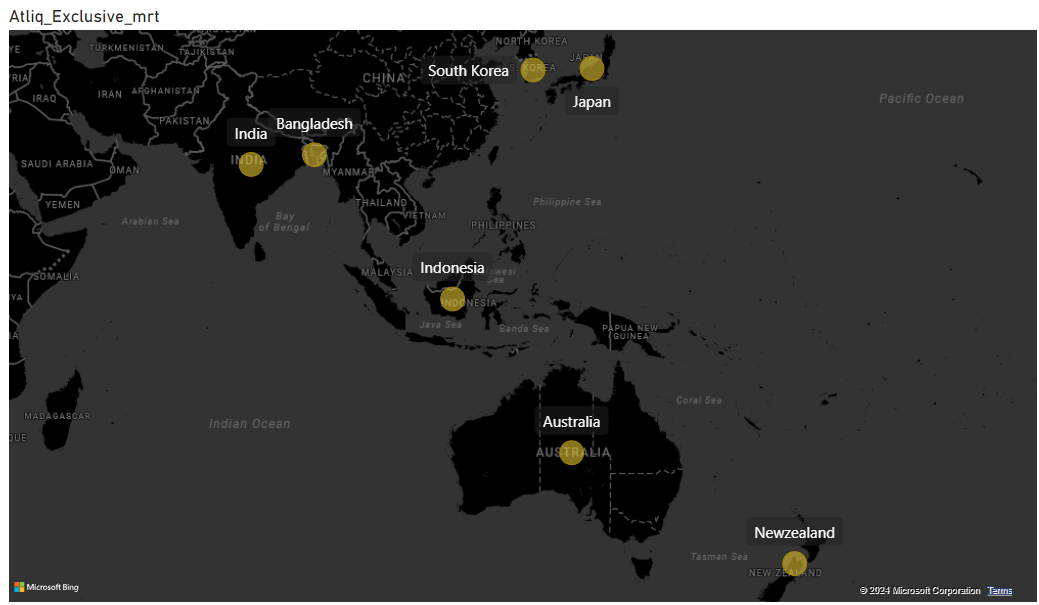 Atliq_Exclusive_mrt
NORTH KOREA
TURKMENISTAN
TAJIKISTAN
JAPAN
South Korea
KOREA
CHINA
IRAN
AFGHANISTAN
IRAQ
Japan
Pacific Ocean
PAKISTAN
Bangladesh
India
INDIA
SAUDI ARABIA
OMAN
MYANMAR
YEMEN
THAILAND
Philippine Sea
Arabian Sea
Bay
of Bengal
VIETNAM
PHILIPPINES
Indonesia
MALAYSIA
SOMALIA
wesi
Sea
INDONESIA
Java Sea
Banda Sea
PAPUA NEW
GUINEA
Coral Sea
MADAGASCAR
Indian Ocean
Australia
AUSTRALIA
QUE
Newzealand
Tasman Sea
NEW ZEALAND
Microsoft Bing
© 2024 Microsoft Corporation Terms